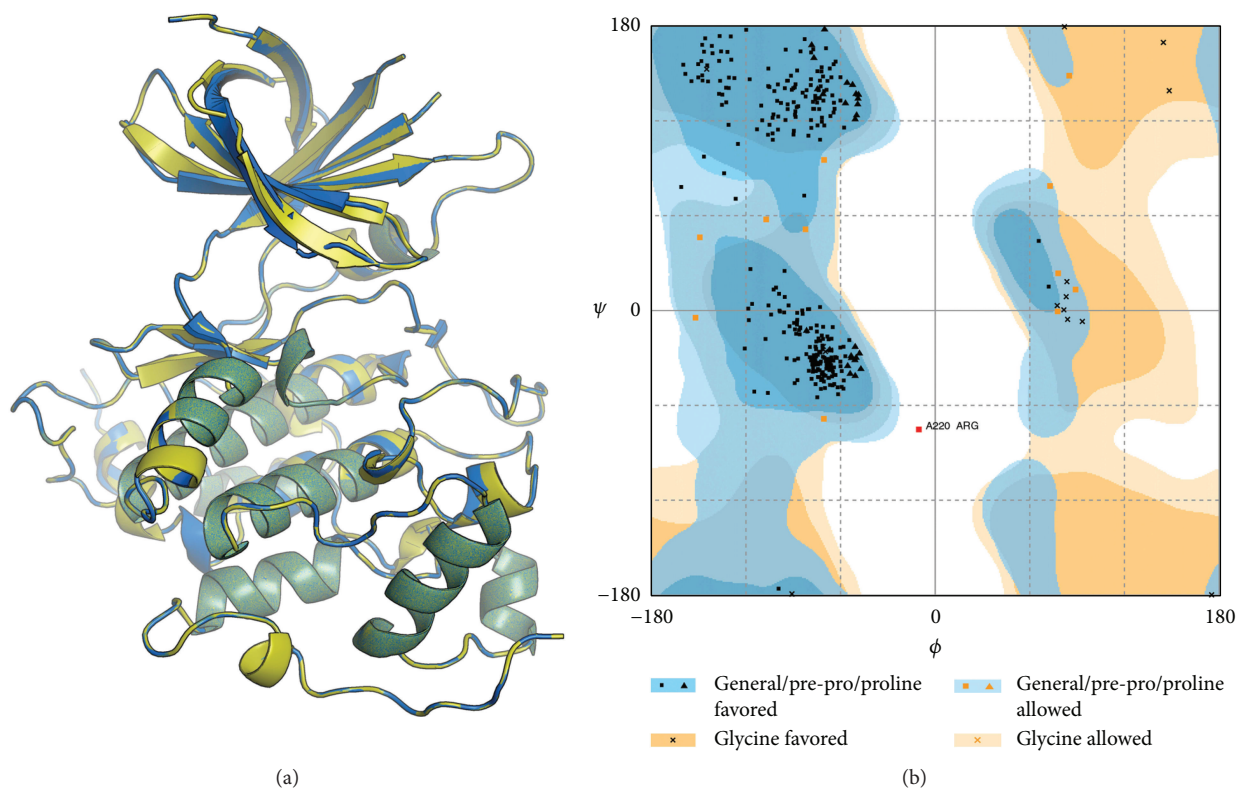 180
ψ
0
A220 ARG
−180
−180
0
180
ϕ
General/pre-pro/proline
favored
General/pre-pro/proline
allowed
Glycine favored
Glycine allowed
(a)
(b)